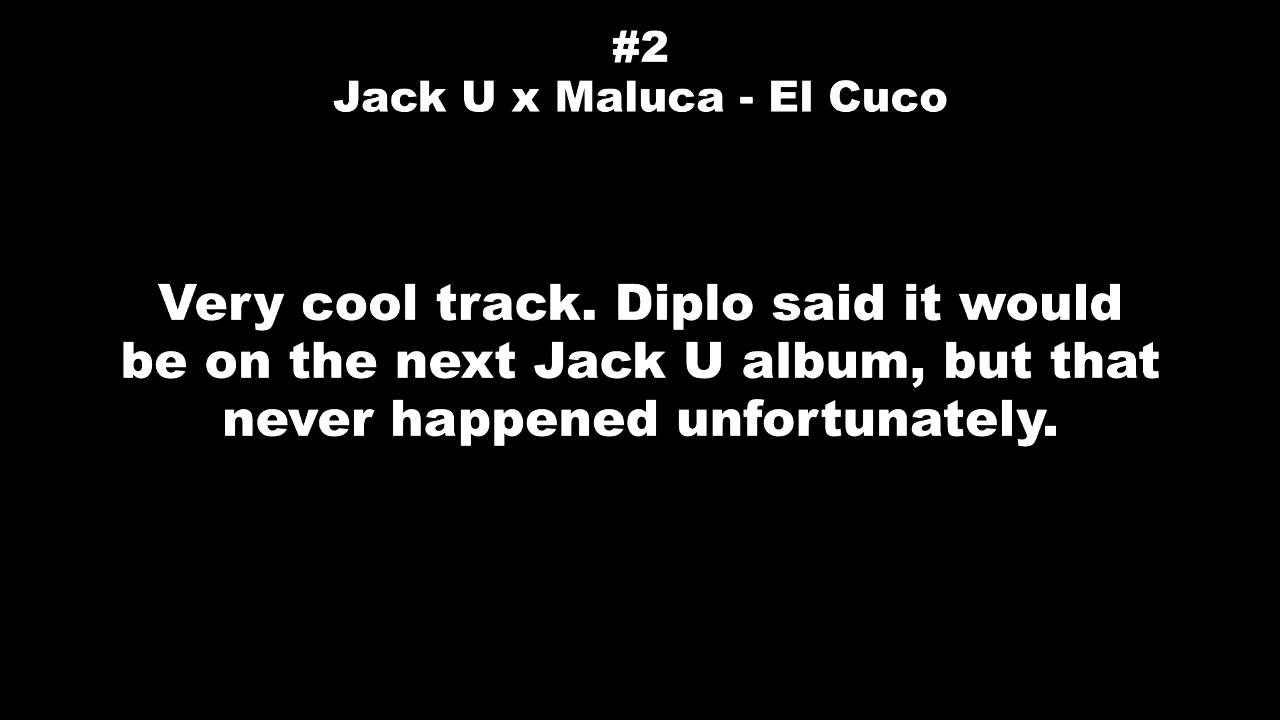 #2
Jack U x Maluca - El Cuco
Very cool track. Diplo said it would
be on the next Jack U album, but that
never happened unfortunately.